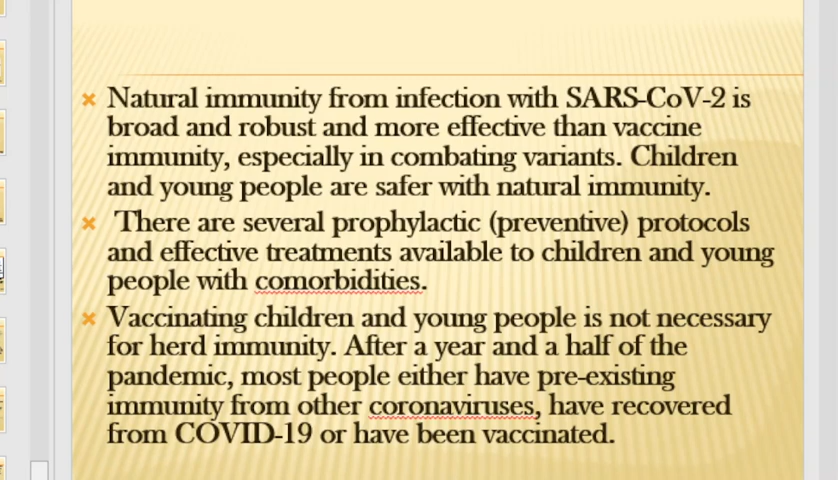 Natural immunity from infection with SARS-CoV-2 is
broad and robust and more effective than vaccine
immunity, especially in combating variants. Children
and young people are safer with natural immunity.
There are several prophylactic (preventive) protocols
and effective treatments available to children and young
people with comorbidities.
Vaccinating children and young people is not necessary
for herd immunity. After a year and a half of the
pandemic, most people either have pre-existing
immunity from other coronaviruses, have recovered
from COVID-19 or have been vaccinated.